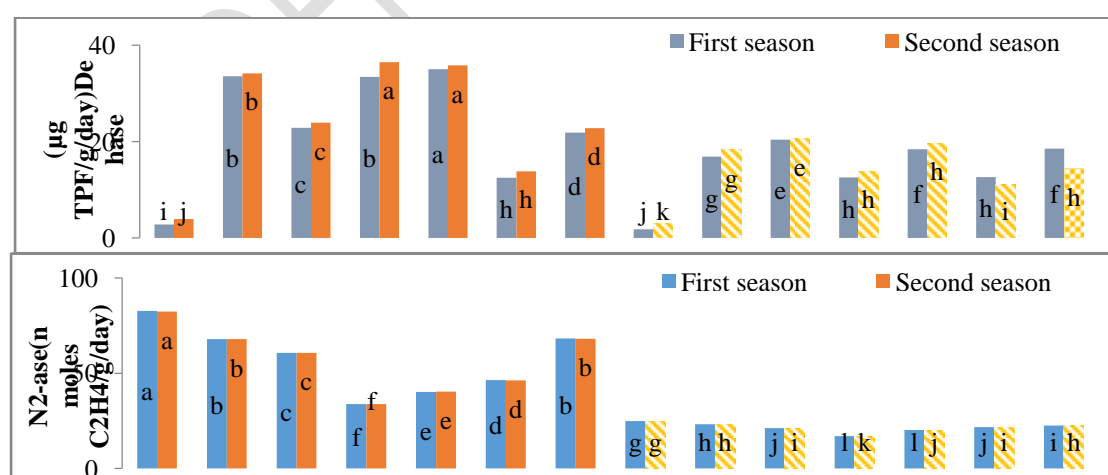 40
First season
Second season
(µg
TPF/g/day)De
hase
20
0
i j b b c c b a a a h h d d j k g g e e h h f h h i f h
100
First season
Second season
N2-ase(n
moles
C2H4/g/day)
50
0
a a b b c c f f e e d d b b g g h h j i l k l j j i i h